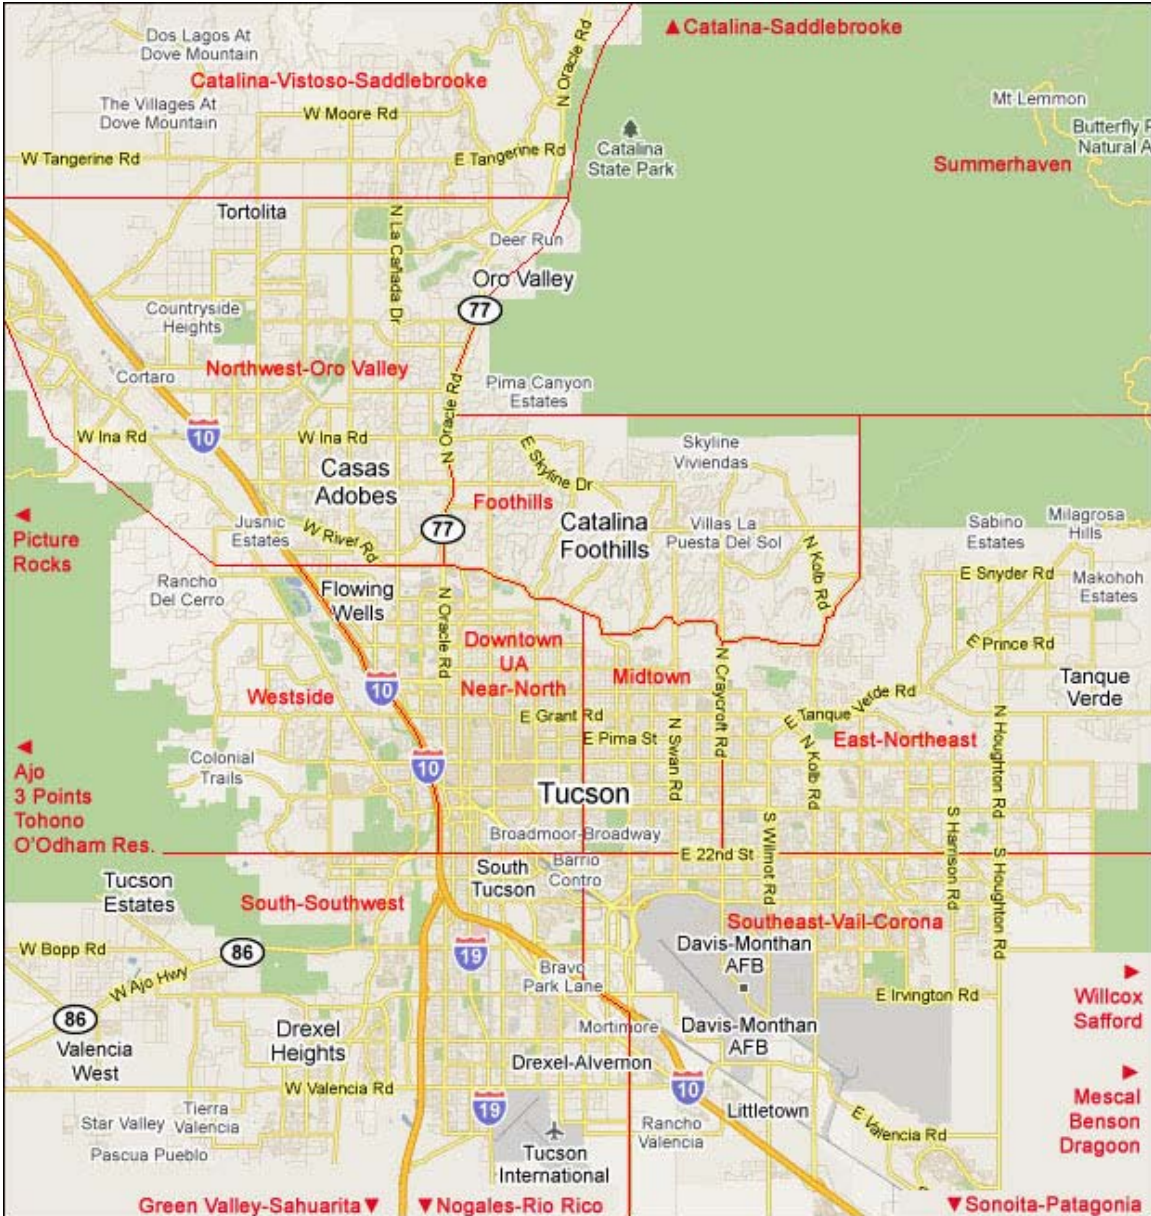 ▲Catalina-Saddlebrooke
Dos Lagos At
Dove Mountain
N Oracle Rd
Catalina-Vistoso-Saddlebrooke
The Villages At
Dove Mountain
W Moore Rd
Mt Lemmon
Butterfly
Natural
W Tangerine Rd
E Tangerine Rd
Catalina
State Park
Summerhaven
Tortolita
N La Cañada Dr
Deer Run
Oro Valley
77
Countryside
Heights
Northwest-Oro Valley
Cortaro
Pima Canyon
Estates
N Oracle Rd
W Ina Rd
10
W Ina Rd
N
E Skyline Dr
Skyline
Viviendas
Casas
Adobes
Foothills
◄
Picture
Rocks
Jusnic
Estates
W River Rd
77
Catalina
Foothills
Villas La
Puesta Del Sol
N Kolb Rd
Sabino
Estates
Milagrosa
Hills
Rancho
Del Cerro
Flowing
Wells
N Oracle Rd
E Snyder Rd
Makohoh
Estates
Downtown
UA
Near-North
Midtown
N Craycroft Rd
E Prince Rd
Westside
10
Tanque
Verde
E Grant Rd
E Tanque Verde Rd
E Pima St
N Swan Rd
N Kolb Rd
East-Northeast
N Houghton Rd
◄
Ajo
3 Points
Tohono
O'Odham Res.
Colonial
Trails
10
Tucson
Broadmoor-Broadway
S Wilmot Rd
S Harrison Rd
E 22nd St
S Houghton Rd
South
Tucson
Barrio
Contro
Tucson
Estates
South-Southwest
Southeast-Vail-Corona
W Bopp Rd
86
19
Davis-Monthan
AFB
W Ajo Hwy
Bravo
Park Lane
E Irvington Rd
►
Willcox
Safford
86
Valencia
West
Drexel
Heights
Mortimore
Davis-Monthan
AFB
Drexel-Alvernon
W Valencia Rd
10
►
Mescal
Benson
Dragoon
Star Valley
Tierra
Valencia
19
Rancho
Valencia
Littletown
E Valencia Rd
Pascua Pueblo
Tucson
International
Green Valley-Sahuarita▼
▼Nogales-Rio Rico
▼Sonoita-Patagonia